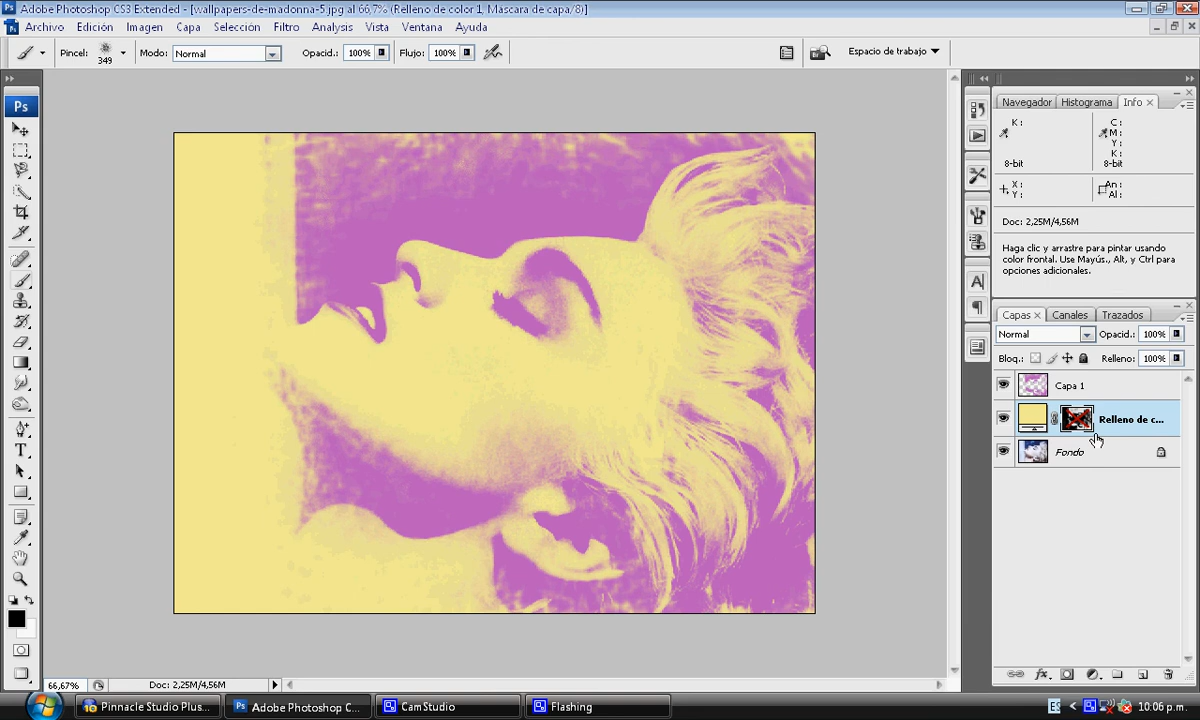 Adobe Photoshop CS3 Extended - [wallpapers-de-madonna-5.jpg al 66,7% (Relleno de color 1, Máscara de capa/8)]
Archivo Edición Imagen Capa Selección Filtro Analysis Vista Ventana Ayuda
Pincel: 349 Modo: Normal Opacid.: 100% Flujo: 100% Espacio de trabajo
Ps
Navegador Histograma Info
K: C:
M:
Y:
K:
8-bit 8-bit
X: An:
Y: Al:
Doc: 2,25M/4,56M
Haga clic y arrastre para pintar usando
color frontal. Use Mayús., Alt, y Ctrl para
opciones adicionales.
Capas Canales Trazados
Normal Opacid.: 100%
Bloq.: Relleno: 100%
Capa 1
Relleno de c...
Fondo
T
A
66,67% Doc: 2,25M/4,56M
Pinnacle Studio Plus... Adobe Photoshop C... CamStudio Flashing ES 10:06 p.m.